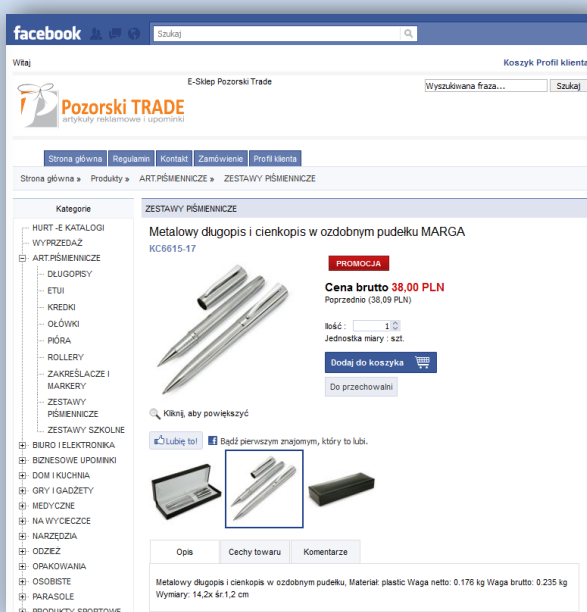 facebook
Szukaj
Witaj
Koszyk Profil klienta
E-Sklep Pozorski Trade
Wyszukiwana fraza...
Szukaj
Pozorski TRADE
artykuły reklamowe i upominki
Strona główna
Regulamin
Kontakt
Zamówienie
Profil klienta
Strona główna » Produkty » ART.PIŚMIENNICZE » ZESTAWY PIŚMIENNICZE
Kategorie
HURT -E KATALOGI
WYPRZEDAŻ
ART.PIŚMIENNICZE
DŁUGOPISY
ETUI
KREDKI
OŁÓWKI
PIÓRA
ROLLERY
ZAKREŚLACZE I
MARKERY
ZESTAWY
PIŚMIENNICZE
ZESTAWY SZKOLNE
BIURO I ELEKTRONIKA
BIZNESOWE UPOMINKI
DOM I KUCHNIA
GRY I GADŻETY
MEDYCZNE
NA WYCIECZCE
NARZĘDZIA
ODZIEŻ
OPAKOWANIA
OSOBISTE
PARASOLE
PRODUKTY SPORTOWE
ZESTAWY PIŚMIENNICZE
Metalowy długopis i cienkopis w ozdobnym pudełku MARGA
KC6615-17
PROMOCJA
Cena brutto 38,00 PLN
Poprzednio (38,09 PLN)
Ilość : 1
Jednostka miary : szt.
Dodaj do koszyka
Do przechowalni
Kliknij, aby powiększyć
Lubię to!
Bądź pierwszym znajomym, który to lubi.
Opis
Cechy towaru
Komentarze
Metalowy długopis i cienkopis w ozdobnym pudełku, Materiał: plastic Waga netto: 0.176 kg Waga brutto: 0.235 kg
Wymiary: 14,2x śr.1,2 cm